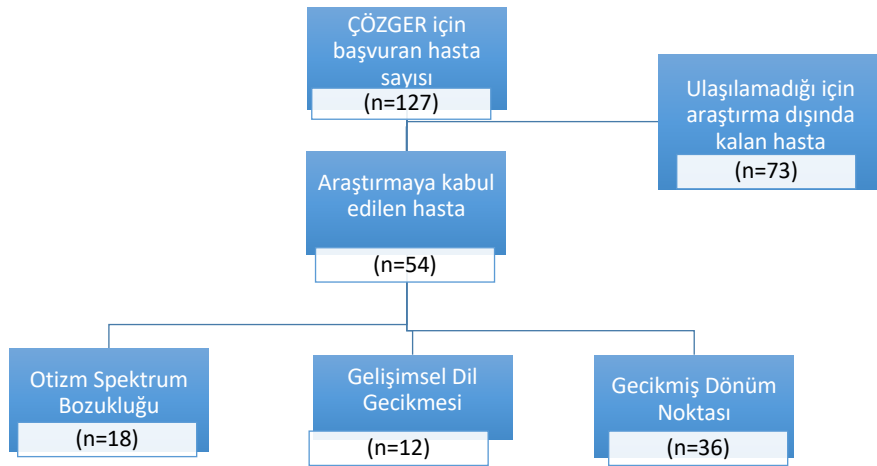 ÇÖZGER için
başvuran hasta
sayısı
(n=127)
Ulaşılamadığı için
araştırma dışında
kalan hasta
(n=73)
Araştırmaya kabul
edilen hasta
(n=54)
Otizm Spektrum
Bozukluğu
(n=18)
Gelişimsel Dil
Gecikmesi
(n=12)
Gecikmiş Dönüm
Noktası
(n=36)